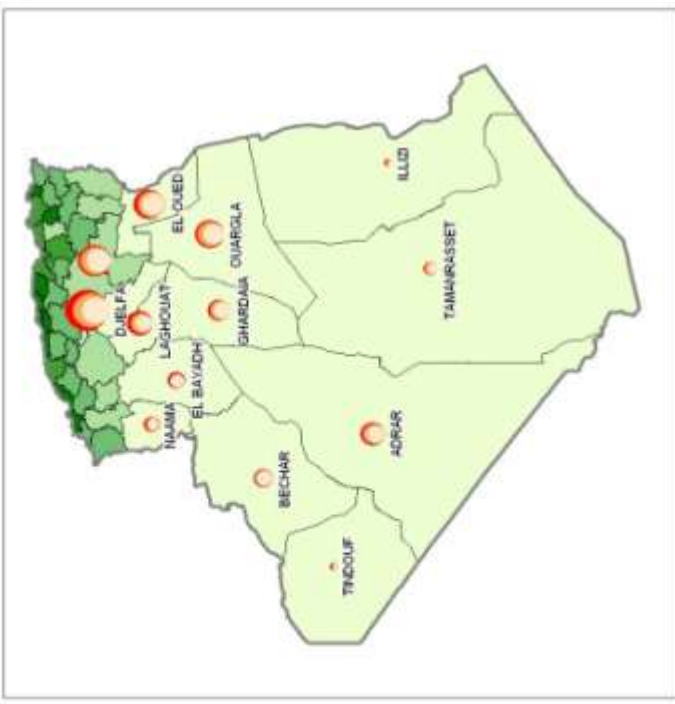 DJELFA
EL OUED
LAGHOUAT
OUARGLA
NAAMA
EL BAYADH
GHARDAIA
BECHAR
ILLIZI
ADRAR
TAMANRASSET
TINDOUF